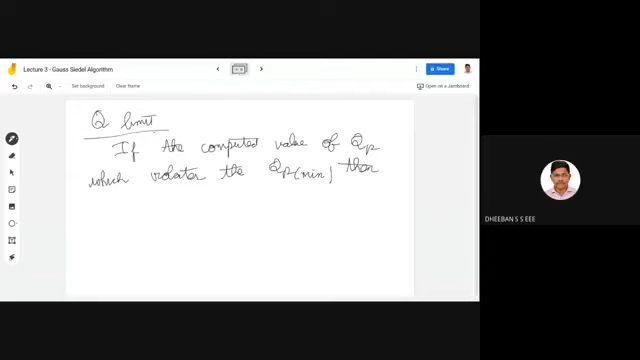 Lecture 3 - Gauss Siedel Algorithm
Share
Set background
Clear frame
Open on a Jamboard
Q limit
If the computed value of Qp
which violates the Qp(min) then
DHEEBAN S S EEE